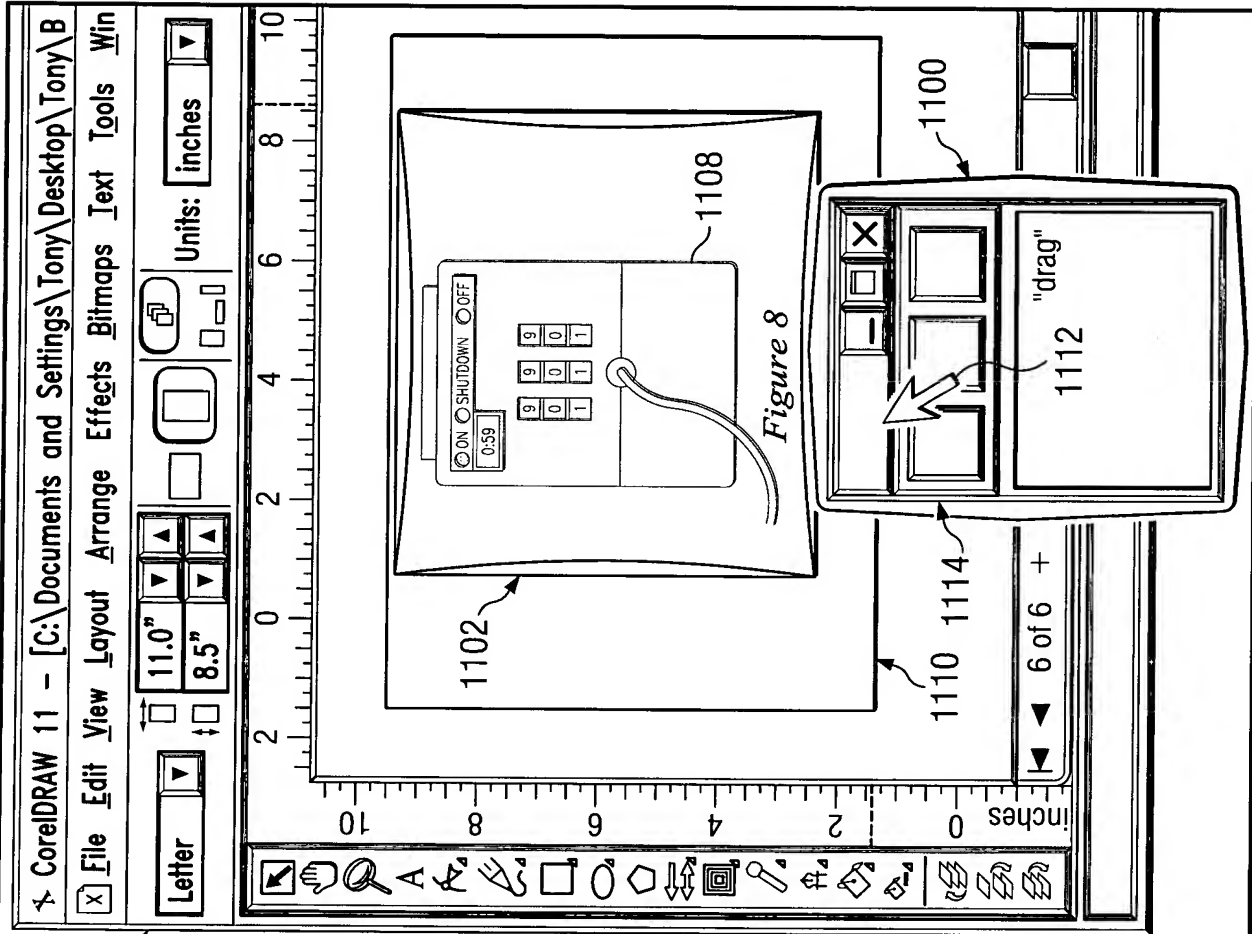 CorelDRAW 11 - [C:\Documents and Settings\Tony\Desktop\Tony\B
X File Edit View Layout Arrange Effects Bitmaps Text Tools Win
Letter 11.0" 8.5" Units: inches
2 0 2 4 6 8 10
10
8
6
4
2
0
inches
ON SHUTDOWN OFF
0:59
9 9 9
0 0 0
1 1 1
Figure 8
1102
1108
1110
1100
1114
1112
"drag"
6 of 6 +